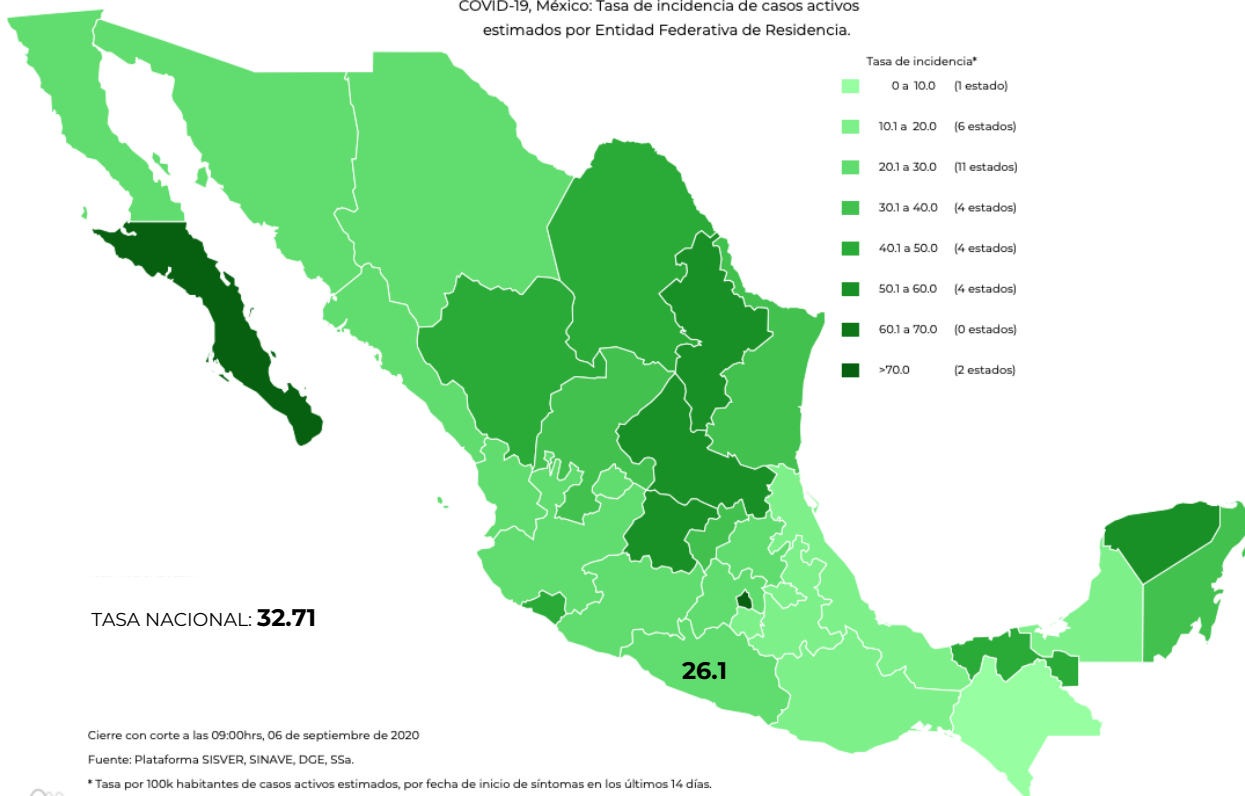 COVID-19, México: Tasa de incidencia de casos activos
estimados por Entidad Federativa de Residencia.
Tasa de incidencia*
0 a 10.0 (1 estado)
10.1 a 20.0 (6 estados)
20.1 a 30.0 (11 estados)
30.1 a 40.0 (4 estados)
40.1 a 50.0 (4 estados)
50.1 a 60.0 (4 estados)
60.1 a 70.0 (0 estados)
>70.0 (2 estados)
TASA NACIONAL: 32.71
26.1
Cierre con corte a las 09:00hrs, 06 de septiembre de 2020
Fuente: Plataforma SISVER, SINAVE, DGE, SSa.
* Tasa por 100k habitantes de casos activos estimados, por fecha de inicio de síntomas en los últimos 14 días.